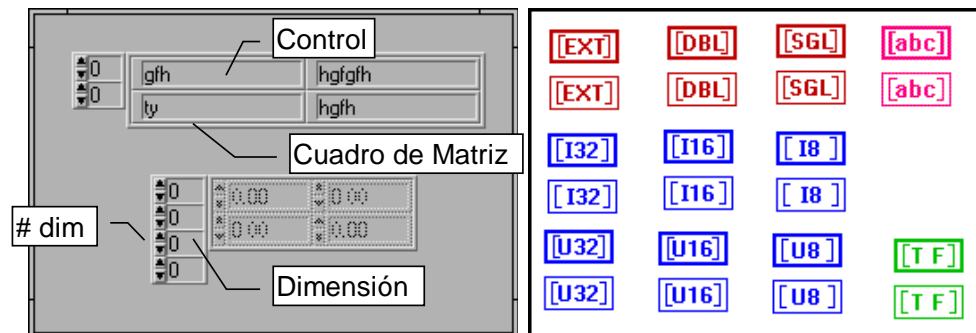 Control
0 gfh hgfgfh
0 ty hgfh
Cuadro de Matriz
0 0.00 0.00
0 0.00 0.00
0
0
# dim
Dimensión
[EXT] [DBL] [SGL] [abc]
[EXT] [DBL] [SGL] [abc]
[I32] [I16] [I8 ]
[I32] [I16] [I8 ]
[U32] [U16] [U8 ] [T F]
[U32] [U16] [U8 ] [T F]